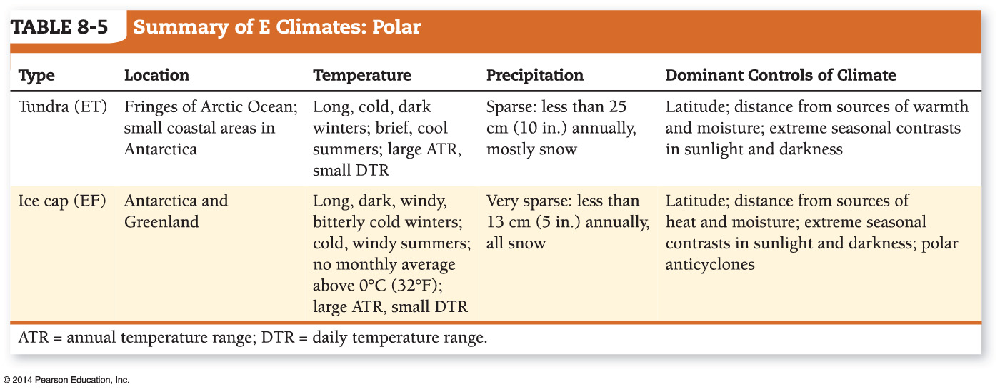 TABLE 8-5 Summary of E Climates: Polar
Type Location Temperature Precipitation Dominant Controls of Climate
Tundra (ET) Fringes of Arctic Ocean; Long, cold, dark Sparse: less than 25 Latitude; distance from sources of warmth
small coastal areas in winters; brief, cool cm (10 in.) annually, and moisture; extreme seasonal contrasts
Antarctica summers; large ATR, mostly snow in sunlight and darkness
small DTR
Ice cap (EF) Antarctica and Long, dark, windy, Very sparse: less than Latitude; distance from sources of
Greenland bitterly cold winters; 13 cm (5 in.) annually, heat and moisture; extreme seasonal
cold, windy summers; all snow contrasts in sunlight and darkness; polar
no monthly average anticyclones
above 0°C (32°F);
large ATR, small DTR
ATR = annual temperature range; DTR = daily temperature range.
© 2014 Pearson Education, Inc.